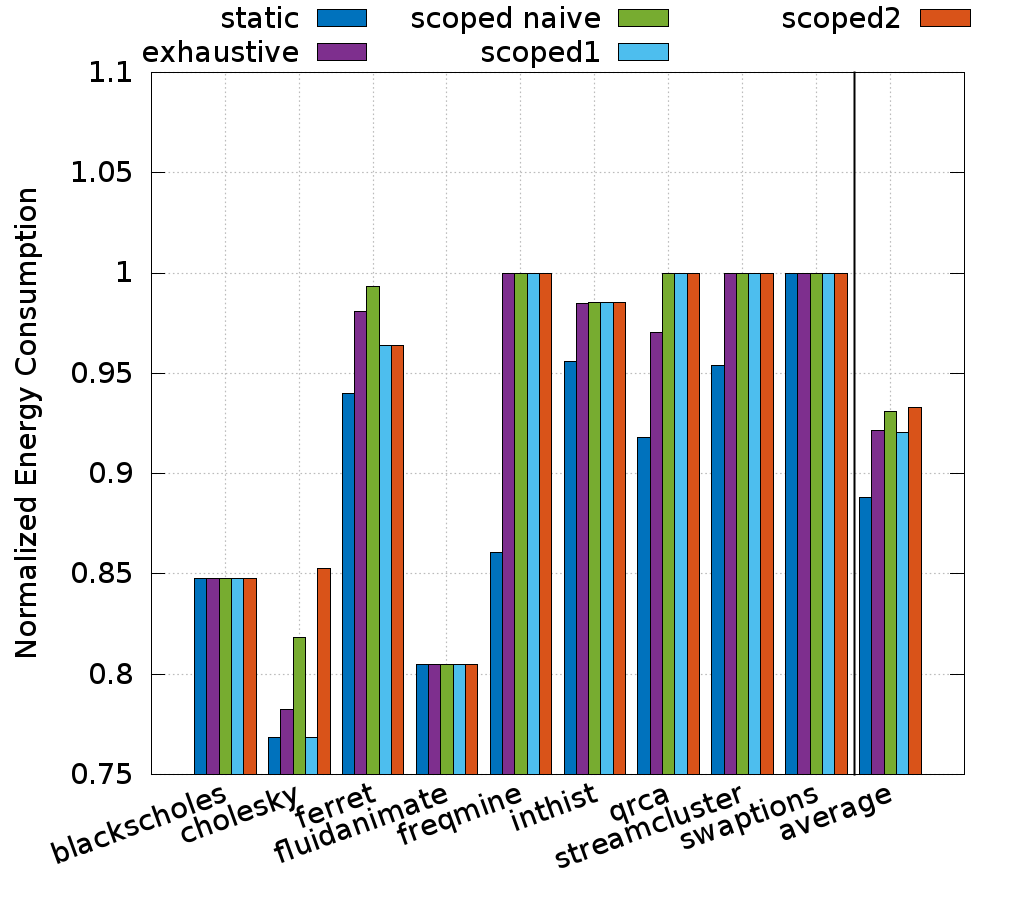 static
scoped naive
scoped2
exhaustive
scoped1
Normalized Energy Consumption
1.1
1.05
1
0.95
0.9
0.85
0.8
0.75
blackscholes
cholesky
ferret
fluidanimate
freqmine
inthist
qrca
streamcluster
swaptions
average